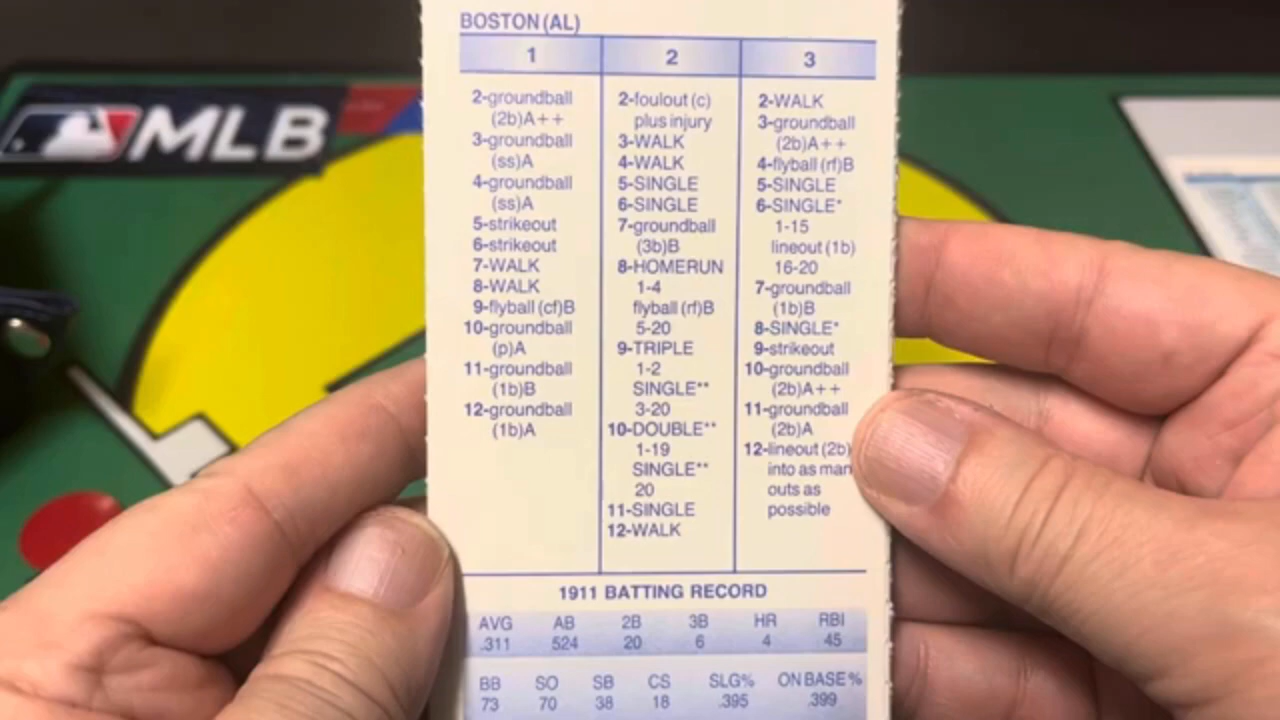 MLB
BOSTON (AL)
1
2-groundball
(2b)A++
3-groundball
(ss)A
4-groundball
(ss)A
5-strikeout
6-strikeout
7-WALK
8-WALK
9-flyball (cf)B
10-groundball
(p)A
11-groundball
(1b)B
12-groundball
(1b)A
2
2-foulout (c)
plus injury
3-WALK
4-WALK
5-SINGLE
6-SINGLE
7-groundball
(3b)B
8-HOMERUN
1-4
flyball (rf)B
5-20
9-TRIPLE
1-2
SINGLE**
3-20
10-DOUBLE**
1-19
SINGLE**
20
11-SINGLE
12-WALK
3
2-WALK
3-groundball
(2b)A++
4-flyball (rf)B
5-SINGLE
6-SINGLE*
1-15
lineout (1b)
16-20
7-groundball
(1b)B
8-SINGLE*
9-strikeout
10-groundball
(2b)A++
11-groundball
(2b)A
12-lineout (2b)
into as man
outs as
possible
1911 BATTING RECORD
AVG AB 2B 3B HR RBI
.311 524 20 6 4 45
BB SO SB CS SLG% ON BASE%
73 70 38 18 .395 .399